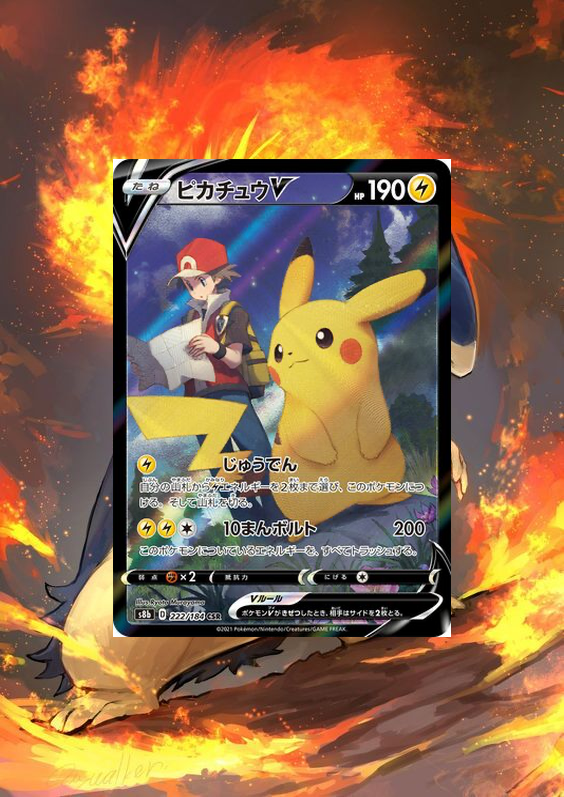 たね ピカチュウV HP 190
じゅうでん
自分の山札からエネルギーを2枚まで選び、このポケモンにつ
ける。そして山札を切る。
10まんボルト 200
このポケモンについているエネルギーを、すべてトラッシュする。
弱点 ×2 抵抗力 にげる
Vルール
ポケモンVがきぜつしたとき、相手はサイドを2枚とる。
Illus. Ryota Murayama
s8b D 222/184 CSR
©2021 Pokémon/Nintendo/Creatures/GAME FREAK.